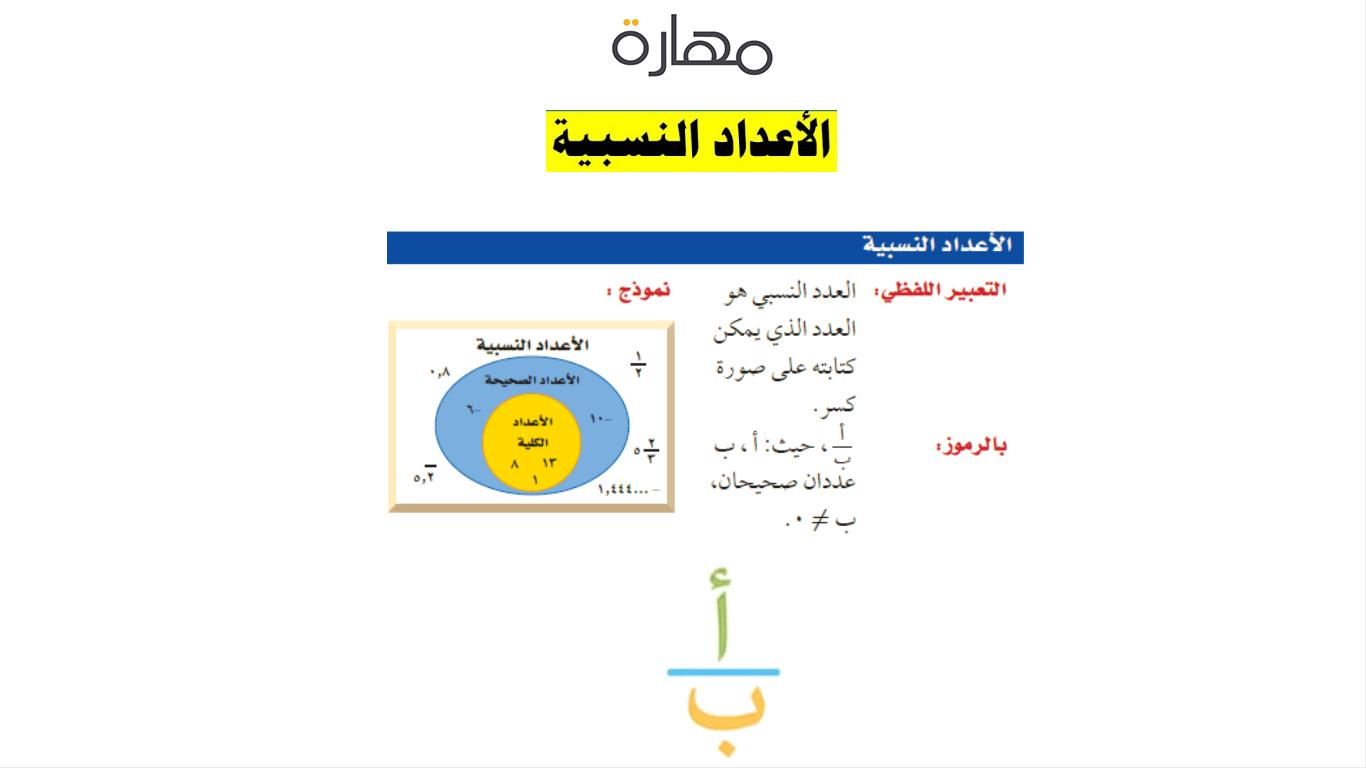 مهارة
الأعداد النسبية
الأعداد النسبية
التعبير اللفظي:
العدد النسبي هو
العدد الذي يمكن
كتابته على صورة
كسر.
بالرموز:
أ/ب ، حيث: أ ، ب
عددان صحيحان،
ب ≠ ٠.
نموذج :
الأعداد النسبية
١/٢
٠,٨
الأعداد الصحيحة
-٦
-١٠
الأعداد
الكلية
٨ ١٣
١
٥ ٢/٣
٥,٢̅
-١,٤٤٤...
أ
ب